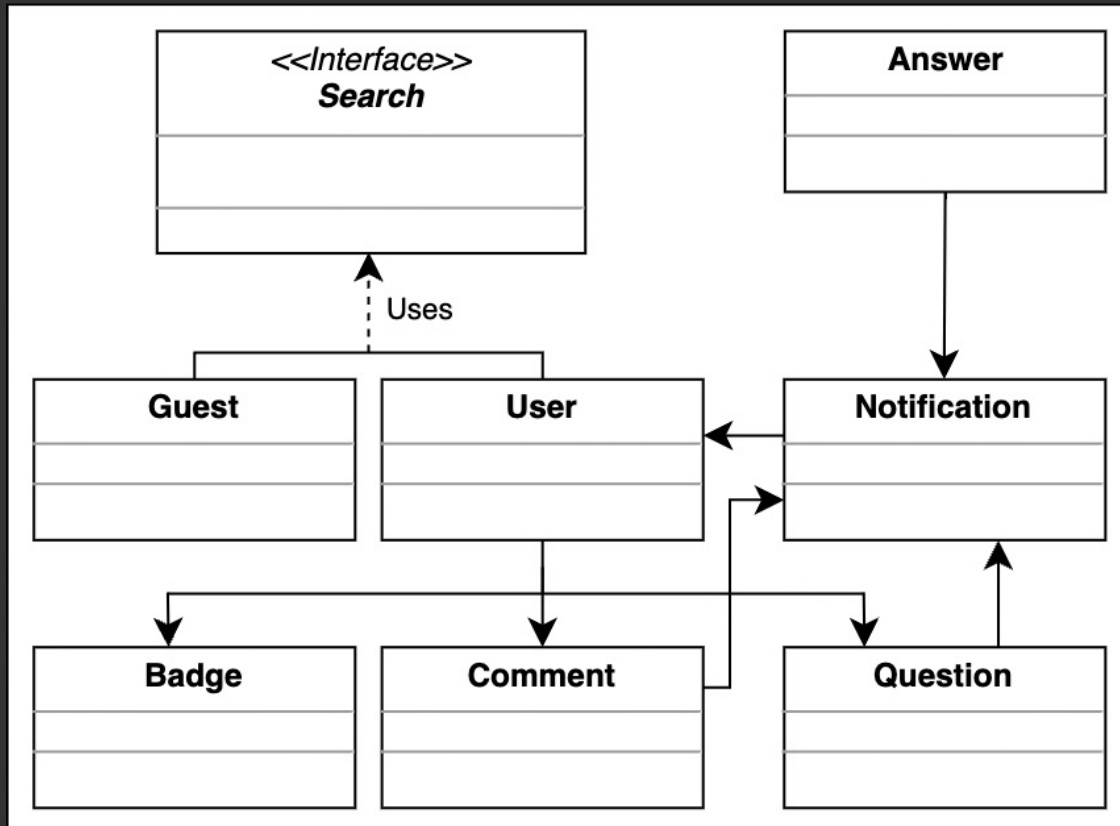 <<Interface>>
Search
Answer
Uses
Guest
User
Notification
Badge
Comment
Question